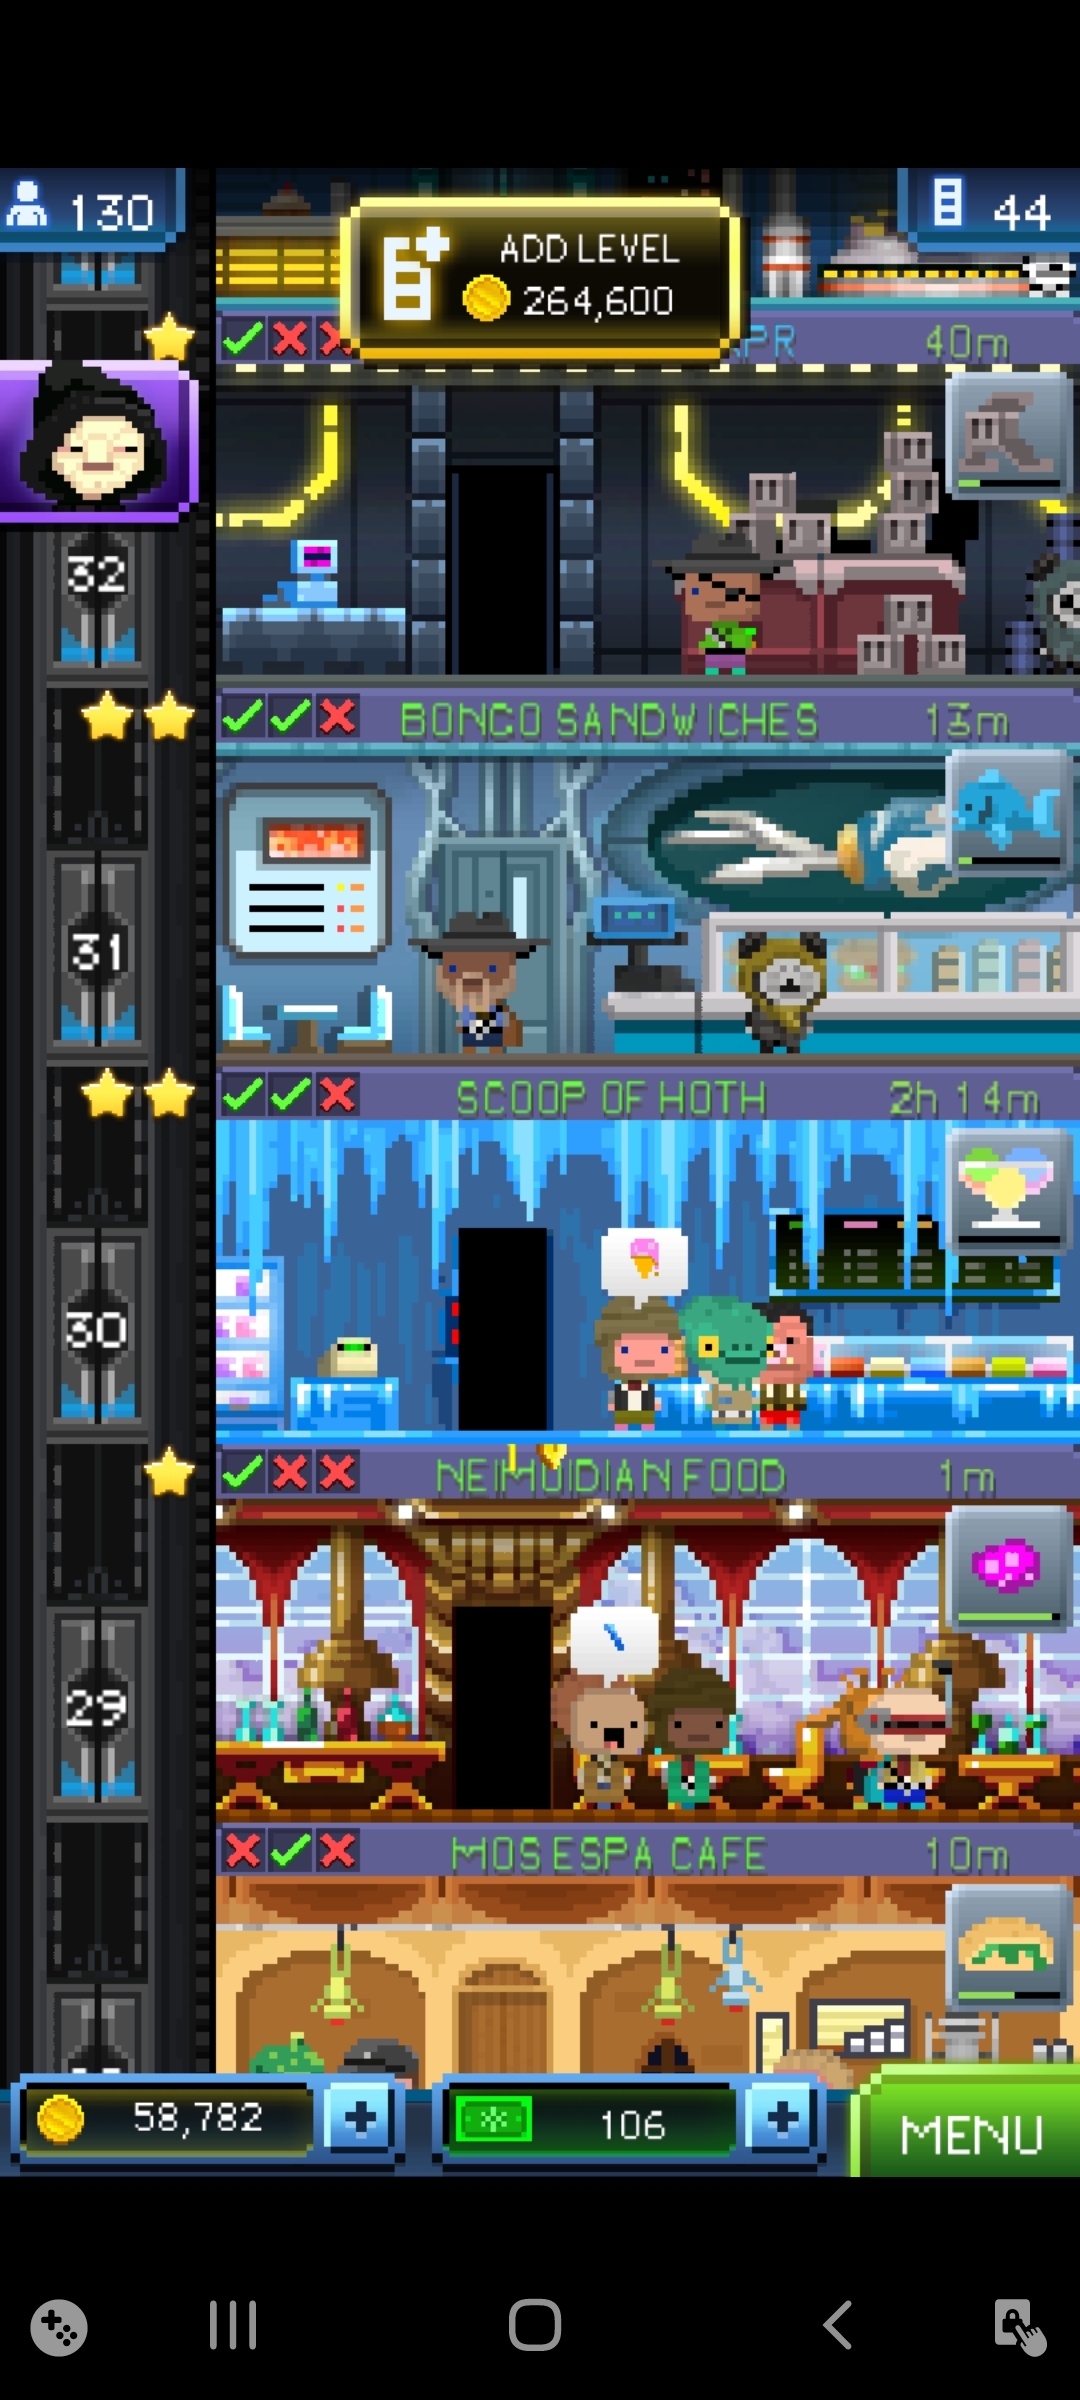 130
44
ADD LEVEL
264,600
40m
32
BONGO SANDWICHES
13m
31
SCOOP OF HOTH
2h 14m
30
NEIMOIDIAN FOOD
1m
29
MOS ESPA CAFE
10m
58,782
106
MENU